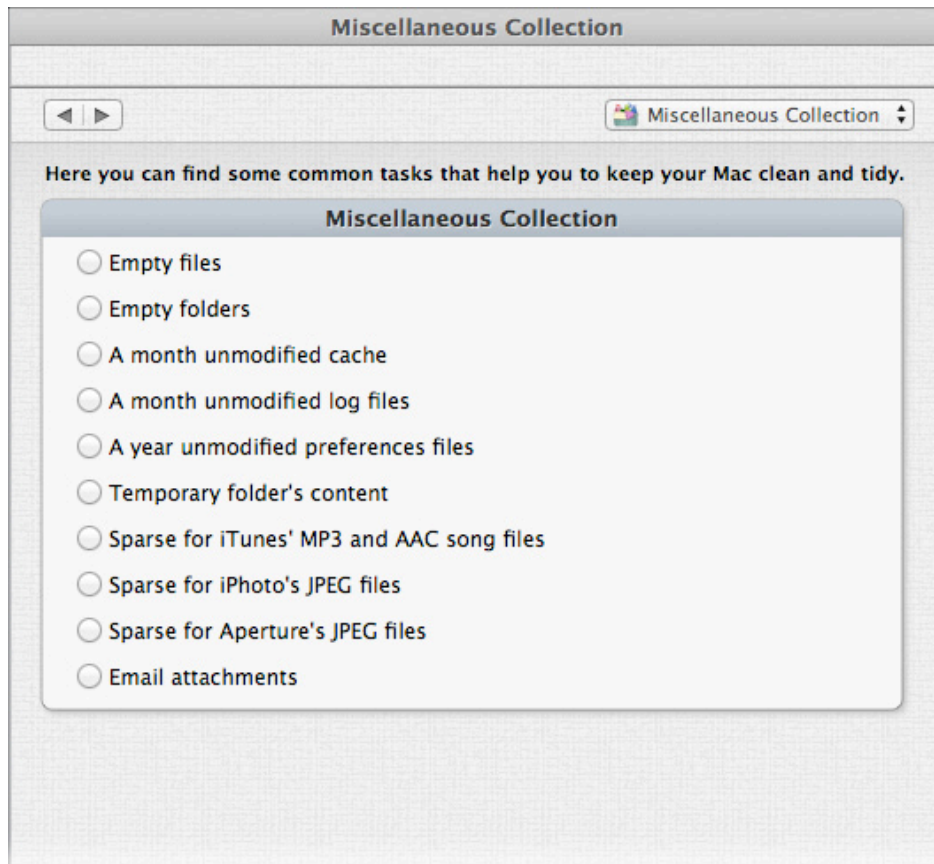 Miscellaneous Collection
Miscellaneous Collection
Here you can find some common tasks that help you to keep your Mac clean and tidy.
Miscellaneous Collection
Empty files
Empty folders
A month unmodified cache
A month unmodified log files
A year unmodified preferences files
Temporary folder's content
Sparse for iTunes' MP3 and AAC song files
Sparse for iPhoto's JPEG files
Sparse for Aperture's JPEG files
Email attachments